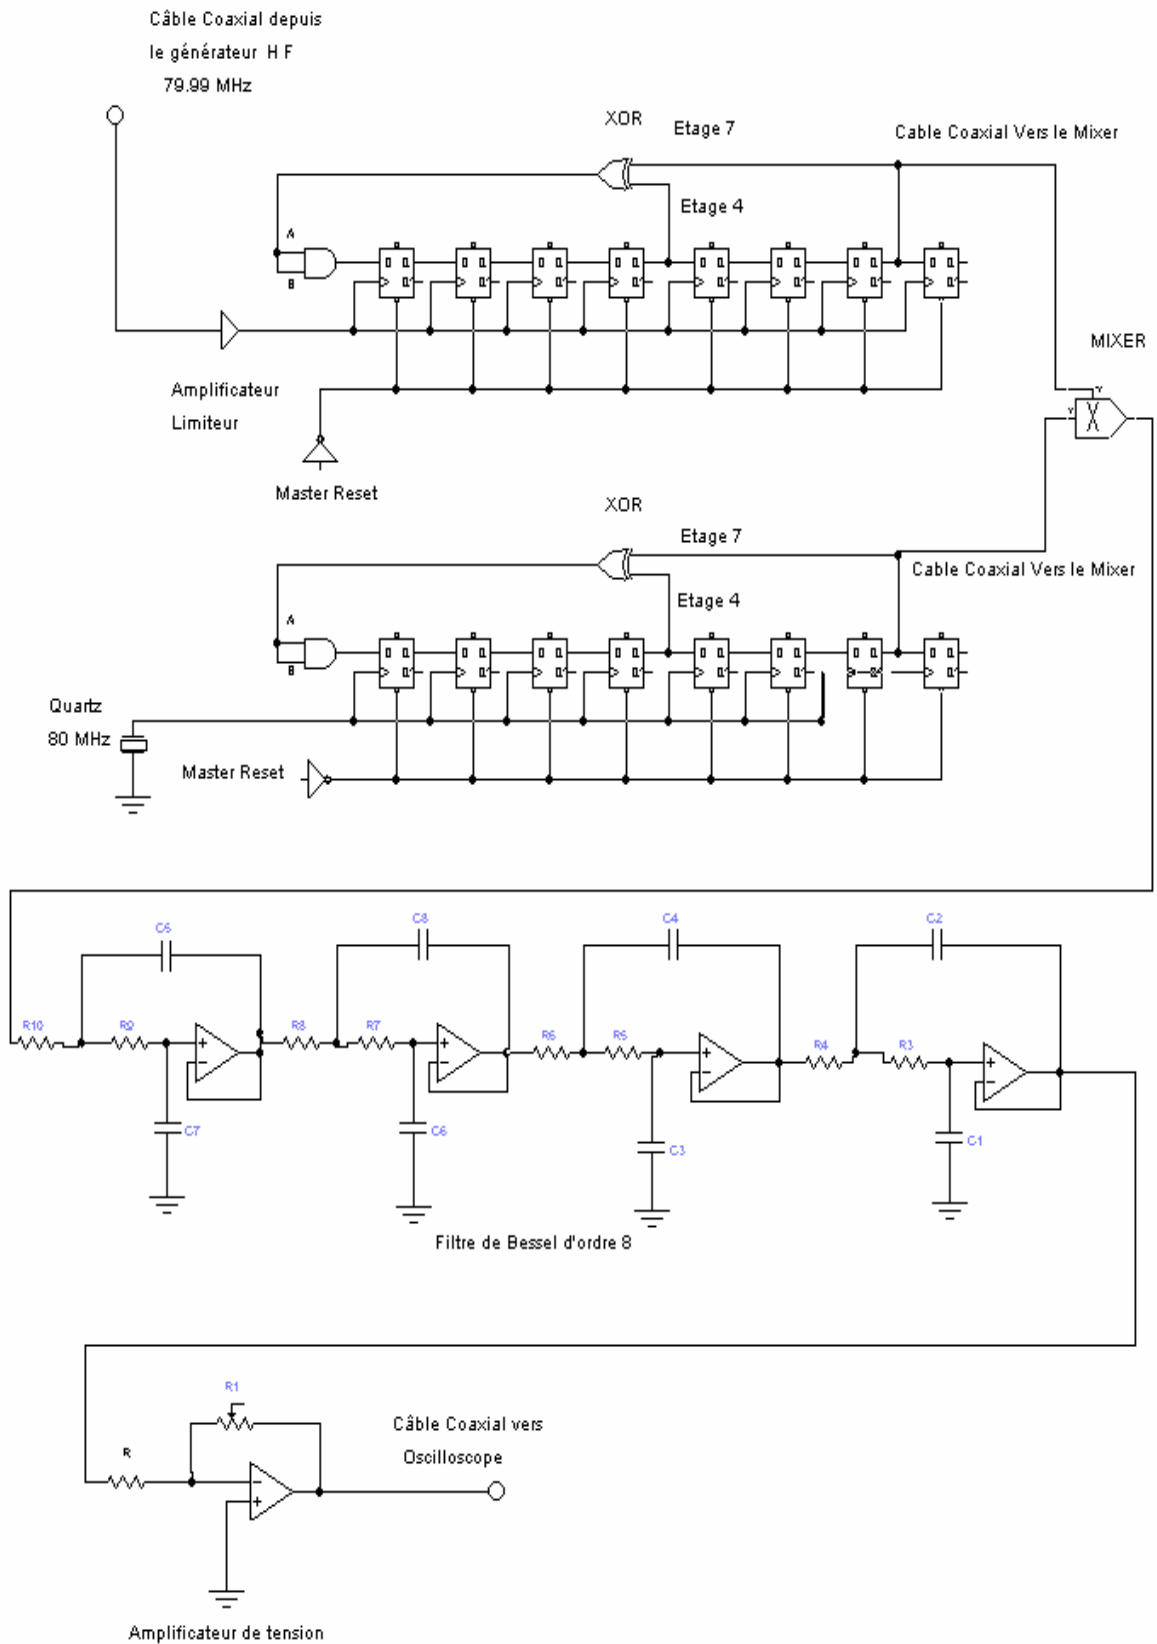 Câble Coaxial depuis
le générateur H F
79.99 MHz
XOR
Etage 7
Cable Coaxial Vers le Mixer
Etage 4
A
B
MIXER
Amplificateur
Limiteur
Master Reset
XOR
Etage 7
Cable Coaxial Vers le Mixer
Etage 4
A
B
Quartz
80 MHz
Master Reset
C5
C8
C4
C2
R10
R9
R8
R7
R6
R5
R4
R3
C7
C6
C3
C1
Filtre de Bessel d'ordre 8
R1
Câble Coaxial vers
Oscilloscope
R
Amplificateur de tension